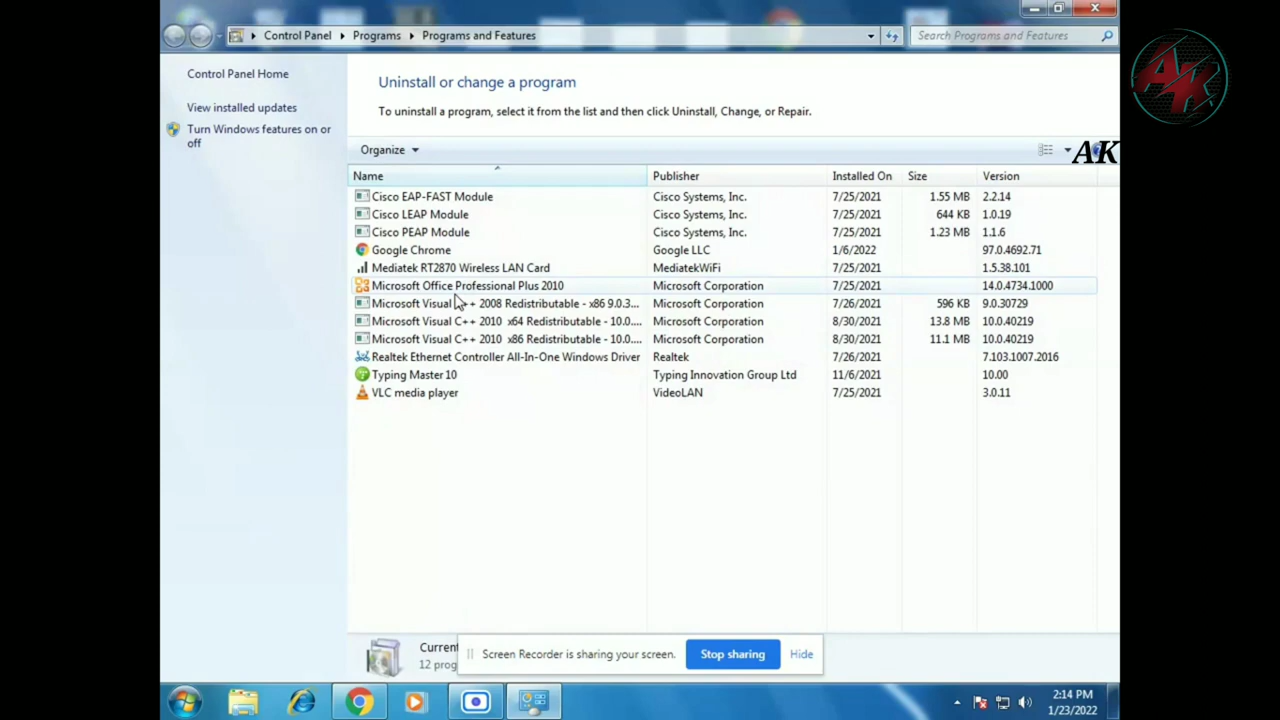 Control Panel Programs Programs and Features Search Programs and Features
AK
Control Panel Home
View installed updates
Turn Windows features on or
off
Uninstall or change a program
To uninstall a program, select it from the list and then click Uninstall, Change, or Repair.
Organize
AK
Name Publisher Installed On Size Version
Cisco EAP-FAST Module Cisco Systems, Inc. 7/25/2021 1.55 MB 2.2.14
Cisco LEAP Module Cisco Systems, Inc. 7/25/2021 644 KB 1.0.19
Cisco PEAP Module Cisco Systems, Inc. 7/25/2021 1.23 MB 1.1.6
Google Chrome Google LLC 1/6/2022 97.0.4692.71
Mediatek RT2870 Wireless LAN Card MediatekWiFi 7/25/2021 1.5.38.101
Microsoft Office Professional Plus 2010 Microsoft Corporation 7/25/2021 14.0.4734.1000
Microsoft Visual C++ 2008 Redistributable - x86 9.0.3... Microsoft Corporation 7/26/2021 596 KB 9.0.30729
Microsoft Visual C++ 2010 x64 Redistributable - 10.0.... Microsoft Corporation 8/30/2021 13.8 MB 10.0.40219
Microsoft Visual C++ 2010 x86 Redistributable - 10.0.... Microsoft Corporation 8/30/2021 11.1 MB 10.0.40219
Realtek Ethernet Controller All-In-One Windows Driver Realtek 7/26/2021 7.103.1007.2016
Typing Master 10 Typing Innovation Group Ltd 11/6/2021 10.00
VLC media player VideoLAN 7/25/2021 3.0.11
Current
12 prog
Screen Recorder is sharing your screen. Stop sharing Hide
2:14 PM
1/23/2022